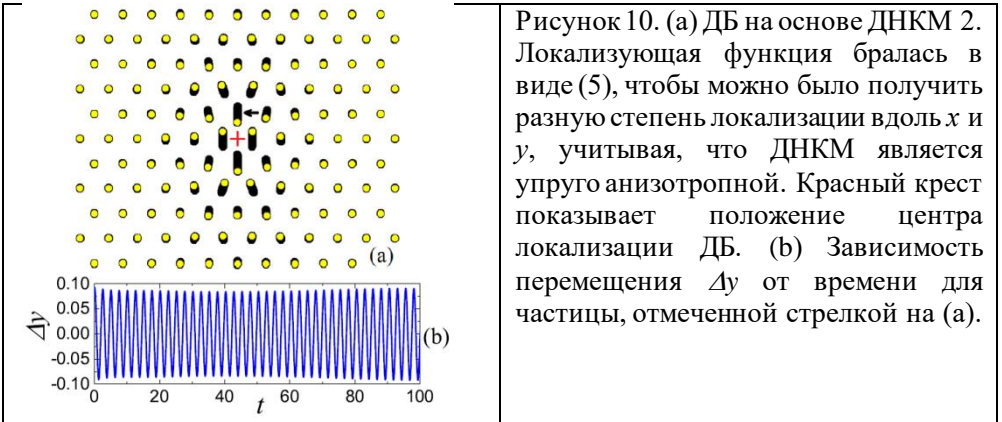 (a)
0.10
0.05
0.00
-0.05
-0.10
Δy
(b)
0 20 40 60 80 100
t
Рисунок 10. (a) ДБ на основе ДНКМ 2.
Локализующая функция бралась в
виде (5), чтобы можно было получить
разную степень локализации вдоль x и
y, учитывая, что ДНКМ является
упруго анизотропной. Красный крест
показывает положение центра
локализации ДБ. (b) Зависимость
перемещения Δy от времени для
частицы, отмеченной стрелкой на (a).